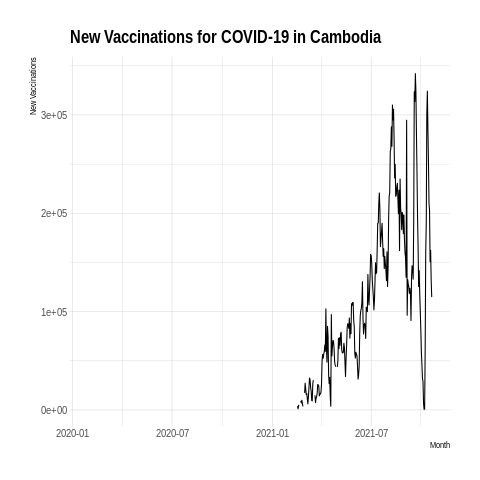 New Vaccinations for COVID-19 in Cambodia
New Vaccinations
3e+05
2e+05
1e+05
0e+00
2020-01 2020-07 2021-01 2021-07
Month